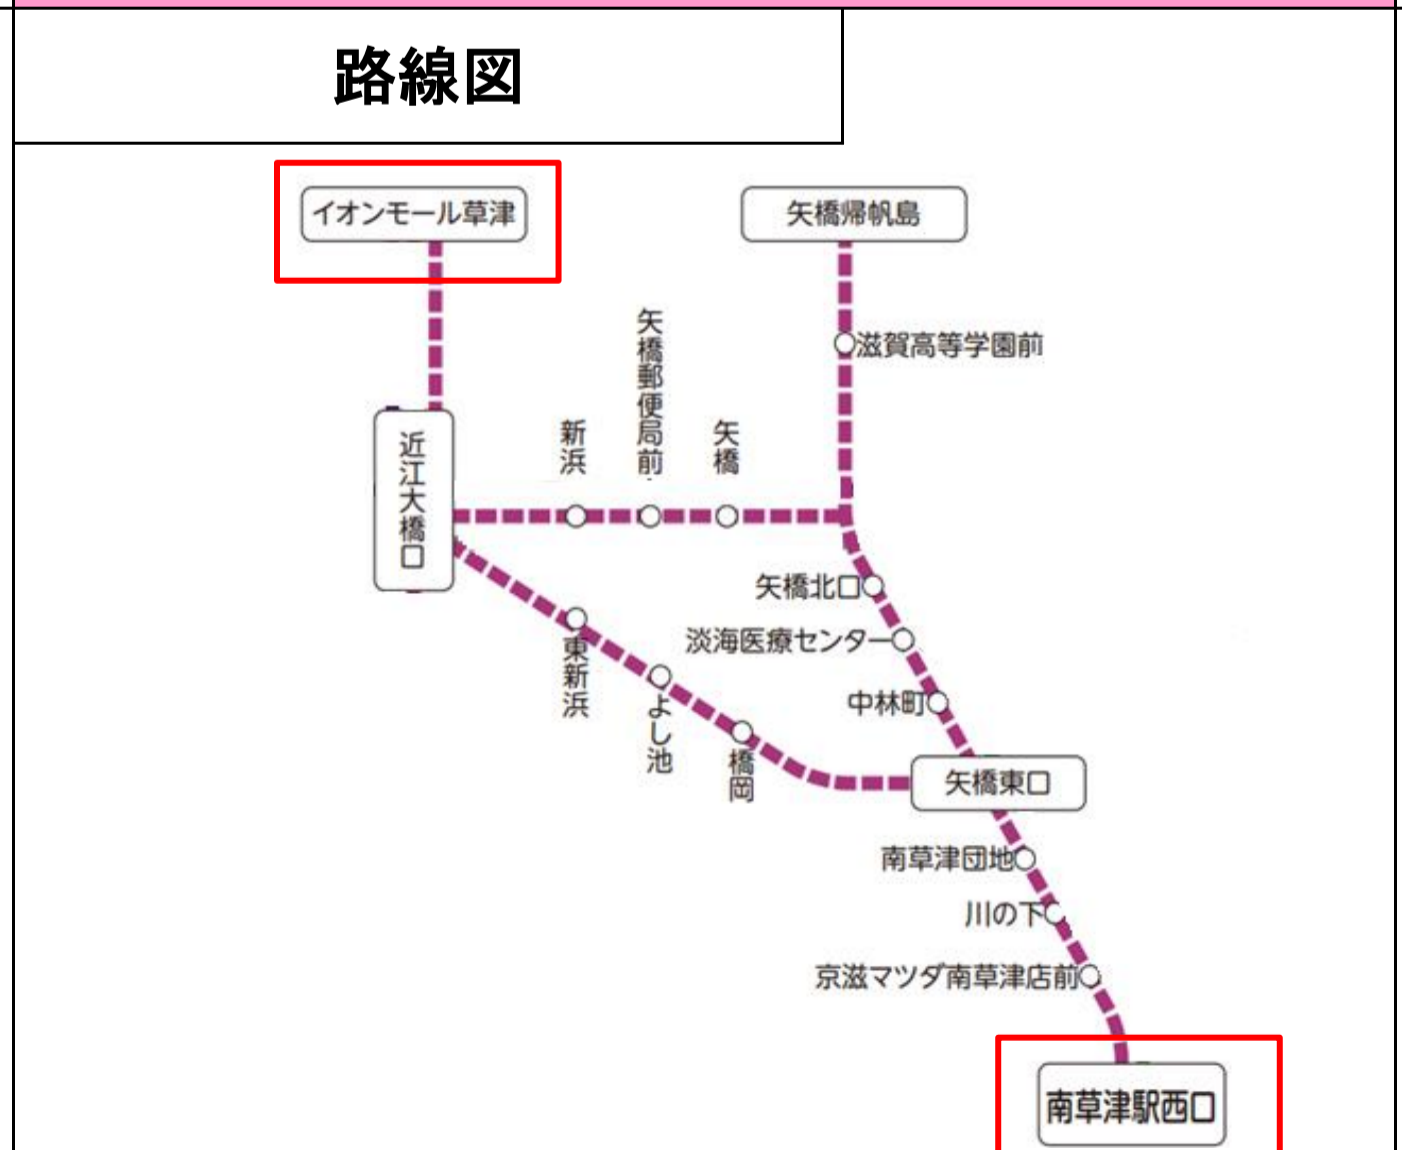 路線図
イオンモール草津
矢橋帰帆島
滋賀高等学園前
近江大橋口
新浜
矢橋郵便局前
矢橋
矢橋北口
淡海医療センター
中林町
東新浜
よし池
橋岡
矢橋東口
南草津団地
川の下
京滋マツダ南草津店前
南草津駅西口